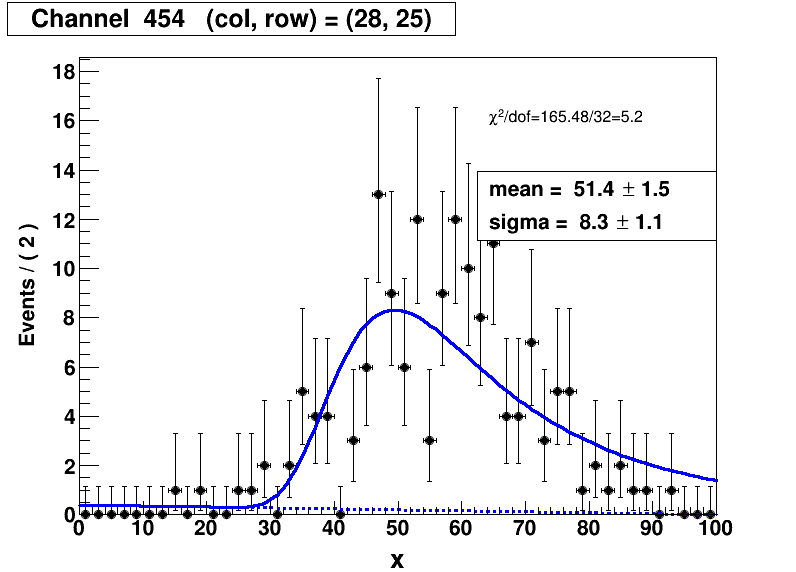 Channel 454 (col, row) = (28, 25)
χ²/dof=165.48/32=5.2
mean = 51.4 ± 1.5
sigma = 8.3 ± 1.1
Events / ( 2 )
18
16
14
12
10
8
6
4
2
0
0 10 20 30 40 50 60 70 80 90 100
x